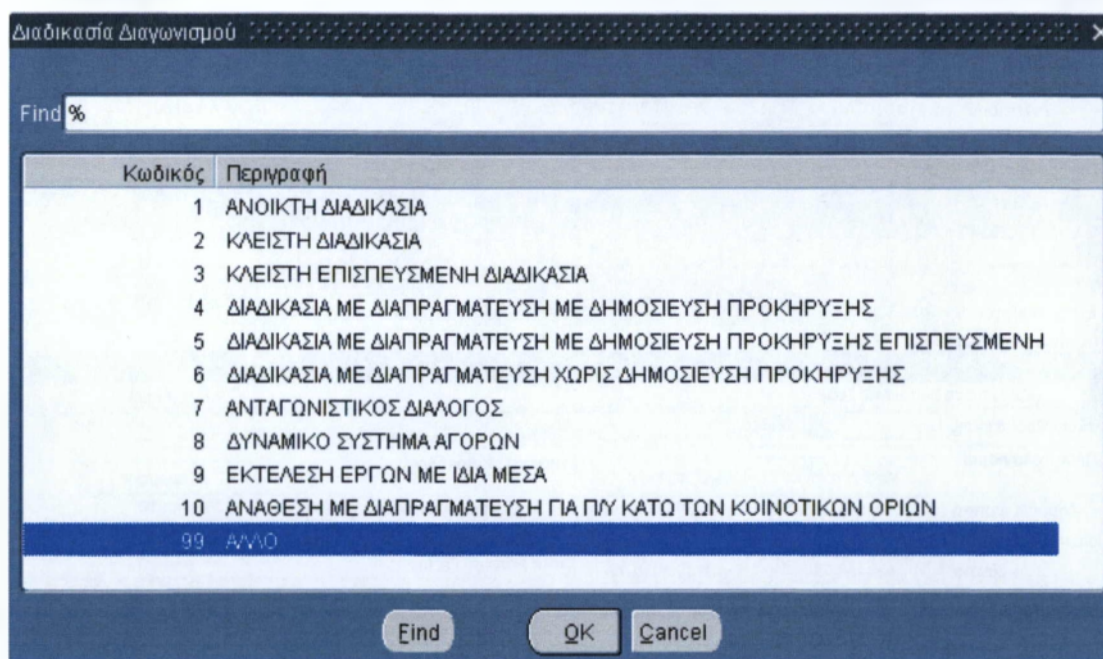 Διαδικασία Διαγωνισμού
Find %
Κωδικός Περιγραφή
1 ΑΝΟΙΚΤΗ ΔΙΑΔΙΚΑΣΙΑ
2 ΚΛΕΙΣΤΗ ΔΙΑΔΙΚΑΣΙΑ
3 ΚΛΕΙΣΤΗ ΕΠΙΣΠΕΥΣΜΕΝΗ ΔΙΑΔΙΚΑΣΙΑ
4 ΔΙΑΔΙΚΑΣΙΑ ΜΕ ΔΙΑΠΡΑΓΜΑΤΕΥΣΗ ΜΕ ΔΗΜΟΣΙΕΥΣΗ ΠΡΟΚΗΡΥΞΗΣ
5 ΔΙΑΔΙΚΑΣΙΑ ΜΕ ΔΙΑΠΡΑΓΜΑΤΕΥΣΗ ΜΕ ΔΗΜΟΣΙΕΥΣΗ ΠΡΟΚΗΡΥΞΗΣ ΕΠΙΣΠΕΥΣΜΕΝΗ
6 ΔΙΑΔΙΚΑΣΙΑ ΜΕ ΔΙΑΠΡΑΓΜΑΤΕΥΣΗ ΧΩΡΙΣ ΔΗΜΟΣΙΕΥΣΗ ΠΡΟΚΗΡΥΞΗΣ
7 ΑΝΤΑΓΩΝΙΣΤΙΚΟΣ ΔΙΑΛΟΓΟΣ
8 ΔΥΝΑΜΙΚΟ ΣΥΣΤΗΜΑ ΑΓΟΡΩΝ
9 ΕΚΤΕΛΕΣΗ ΕΡΓΩΝ ΜΕ ΙΔΙΑ ΜΕΣΑ
10 ΑΝΑΘΕΣΗ ΜΕ ΔΙΑΠΡΑΓΜΑΤΕΥΣΗ ΓΙΑ Π/Υ ΚΑΤΩ ΤΩΝ ΚΟΙΝΟΤΙΚΩΝ ΟΡΙΩΝ
99 ΑΛΛΟ
Find OK Cancel